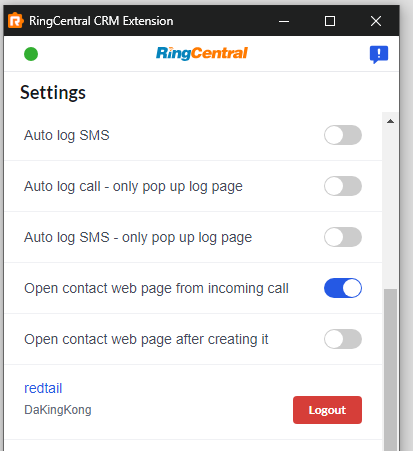 RingCentral CRM Extension
RingCentral
Settings
Auto log SMS
Auto log call - only pop up log page
Auto log SMS - only pop up log page
Open contact web page from incoming call
Open contact web page after creating it
redtail
DaKingKong
Logout